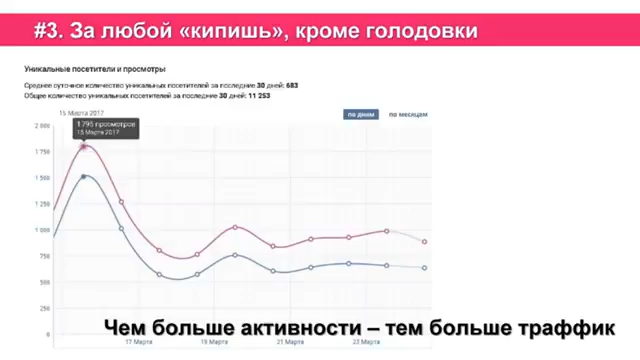 #3. За любой «кипишь», кроме голодовки
Уникальные посетители и просмотры
Среднее суточное количество уникальных посетителей за последние 30 дней: 683
Общее количество уникальных посетителей за последние 30 дней: 11 253
15 Марта 2017
по дням по месяцам
1 795 просмотров
15 Марта 2017
2 000
1 750
1 500
1 250
1 000
750
500
250
0
Чем больше активности – тем больше траффик
17 Марта 19 Марта 21 Марта 23 Марта